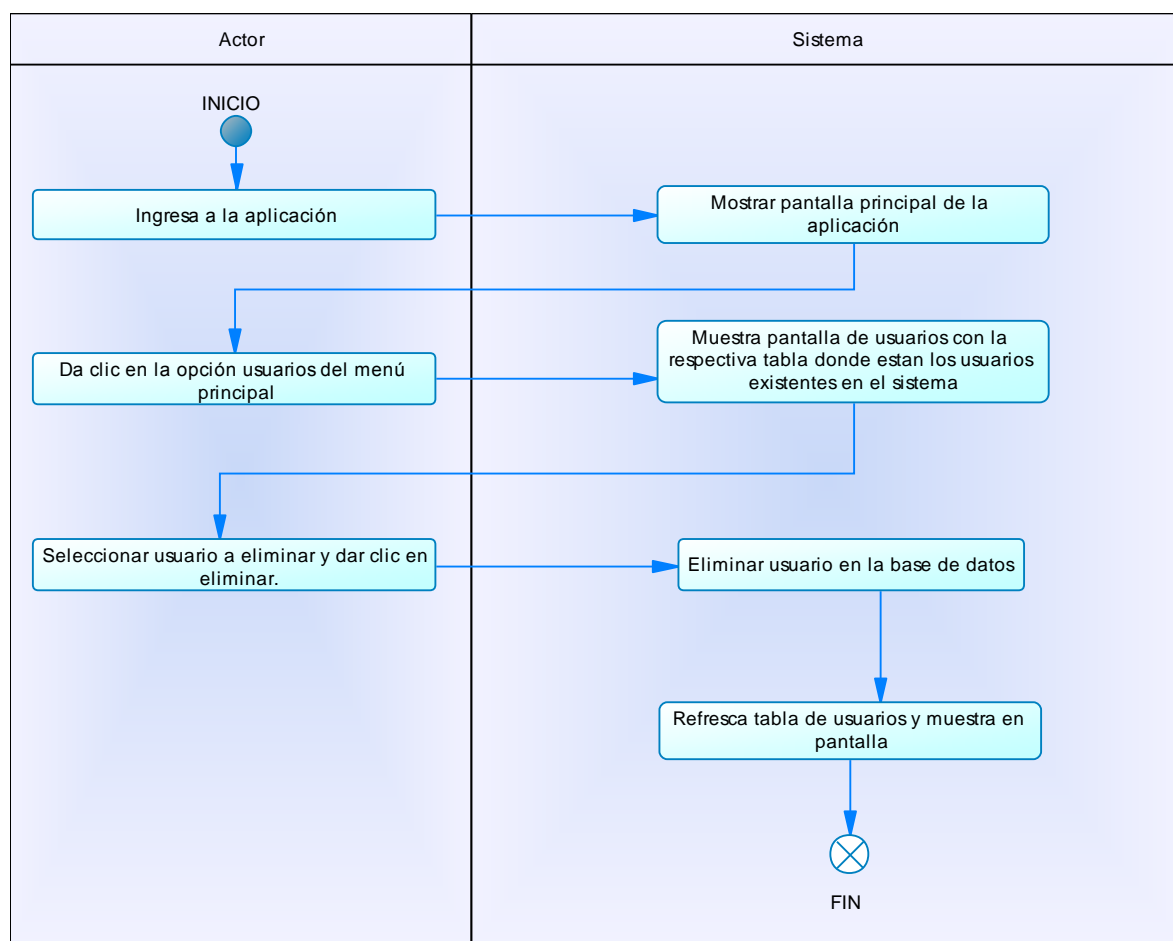 Actor
Sistema
INICIO
Ingresa a la aplicación
Mostrar pantalla principal de la
aplicación
Da clic en la opción usuarios del menú
principal
Muestra pantalla de usuarios con la
respectiva tabla donde estan los usuarios
existentes en el sistema
Seleccionar usuario a eliminar y dar clic en
eliminar.
Eliminar usuario en la base de datos
Refresca tabla de usuarios y muestra en
pantalla
FIN